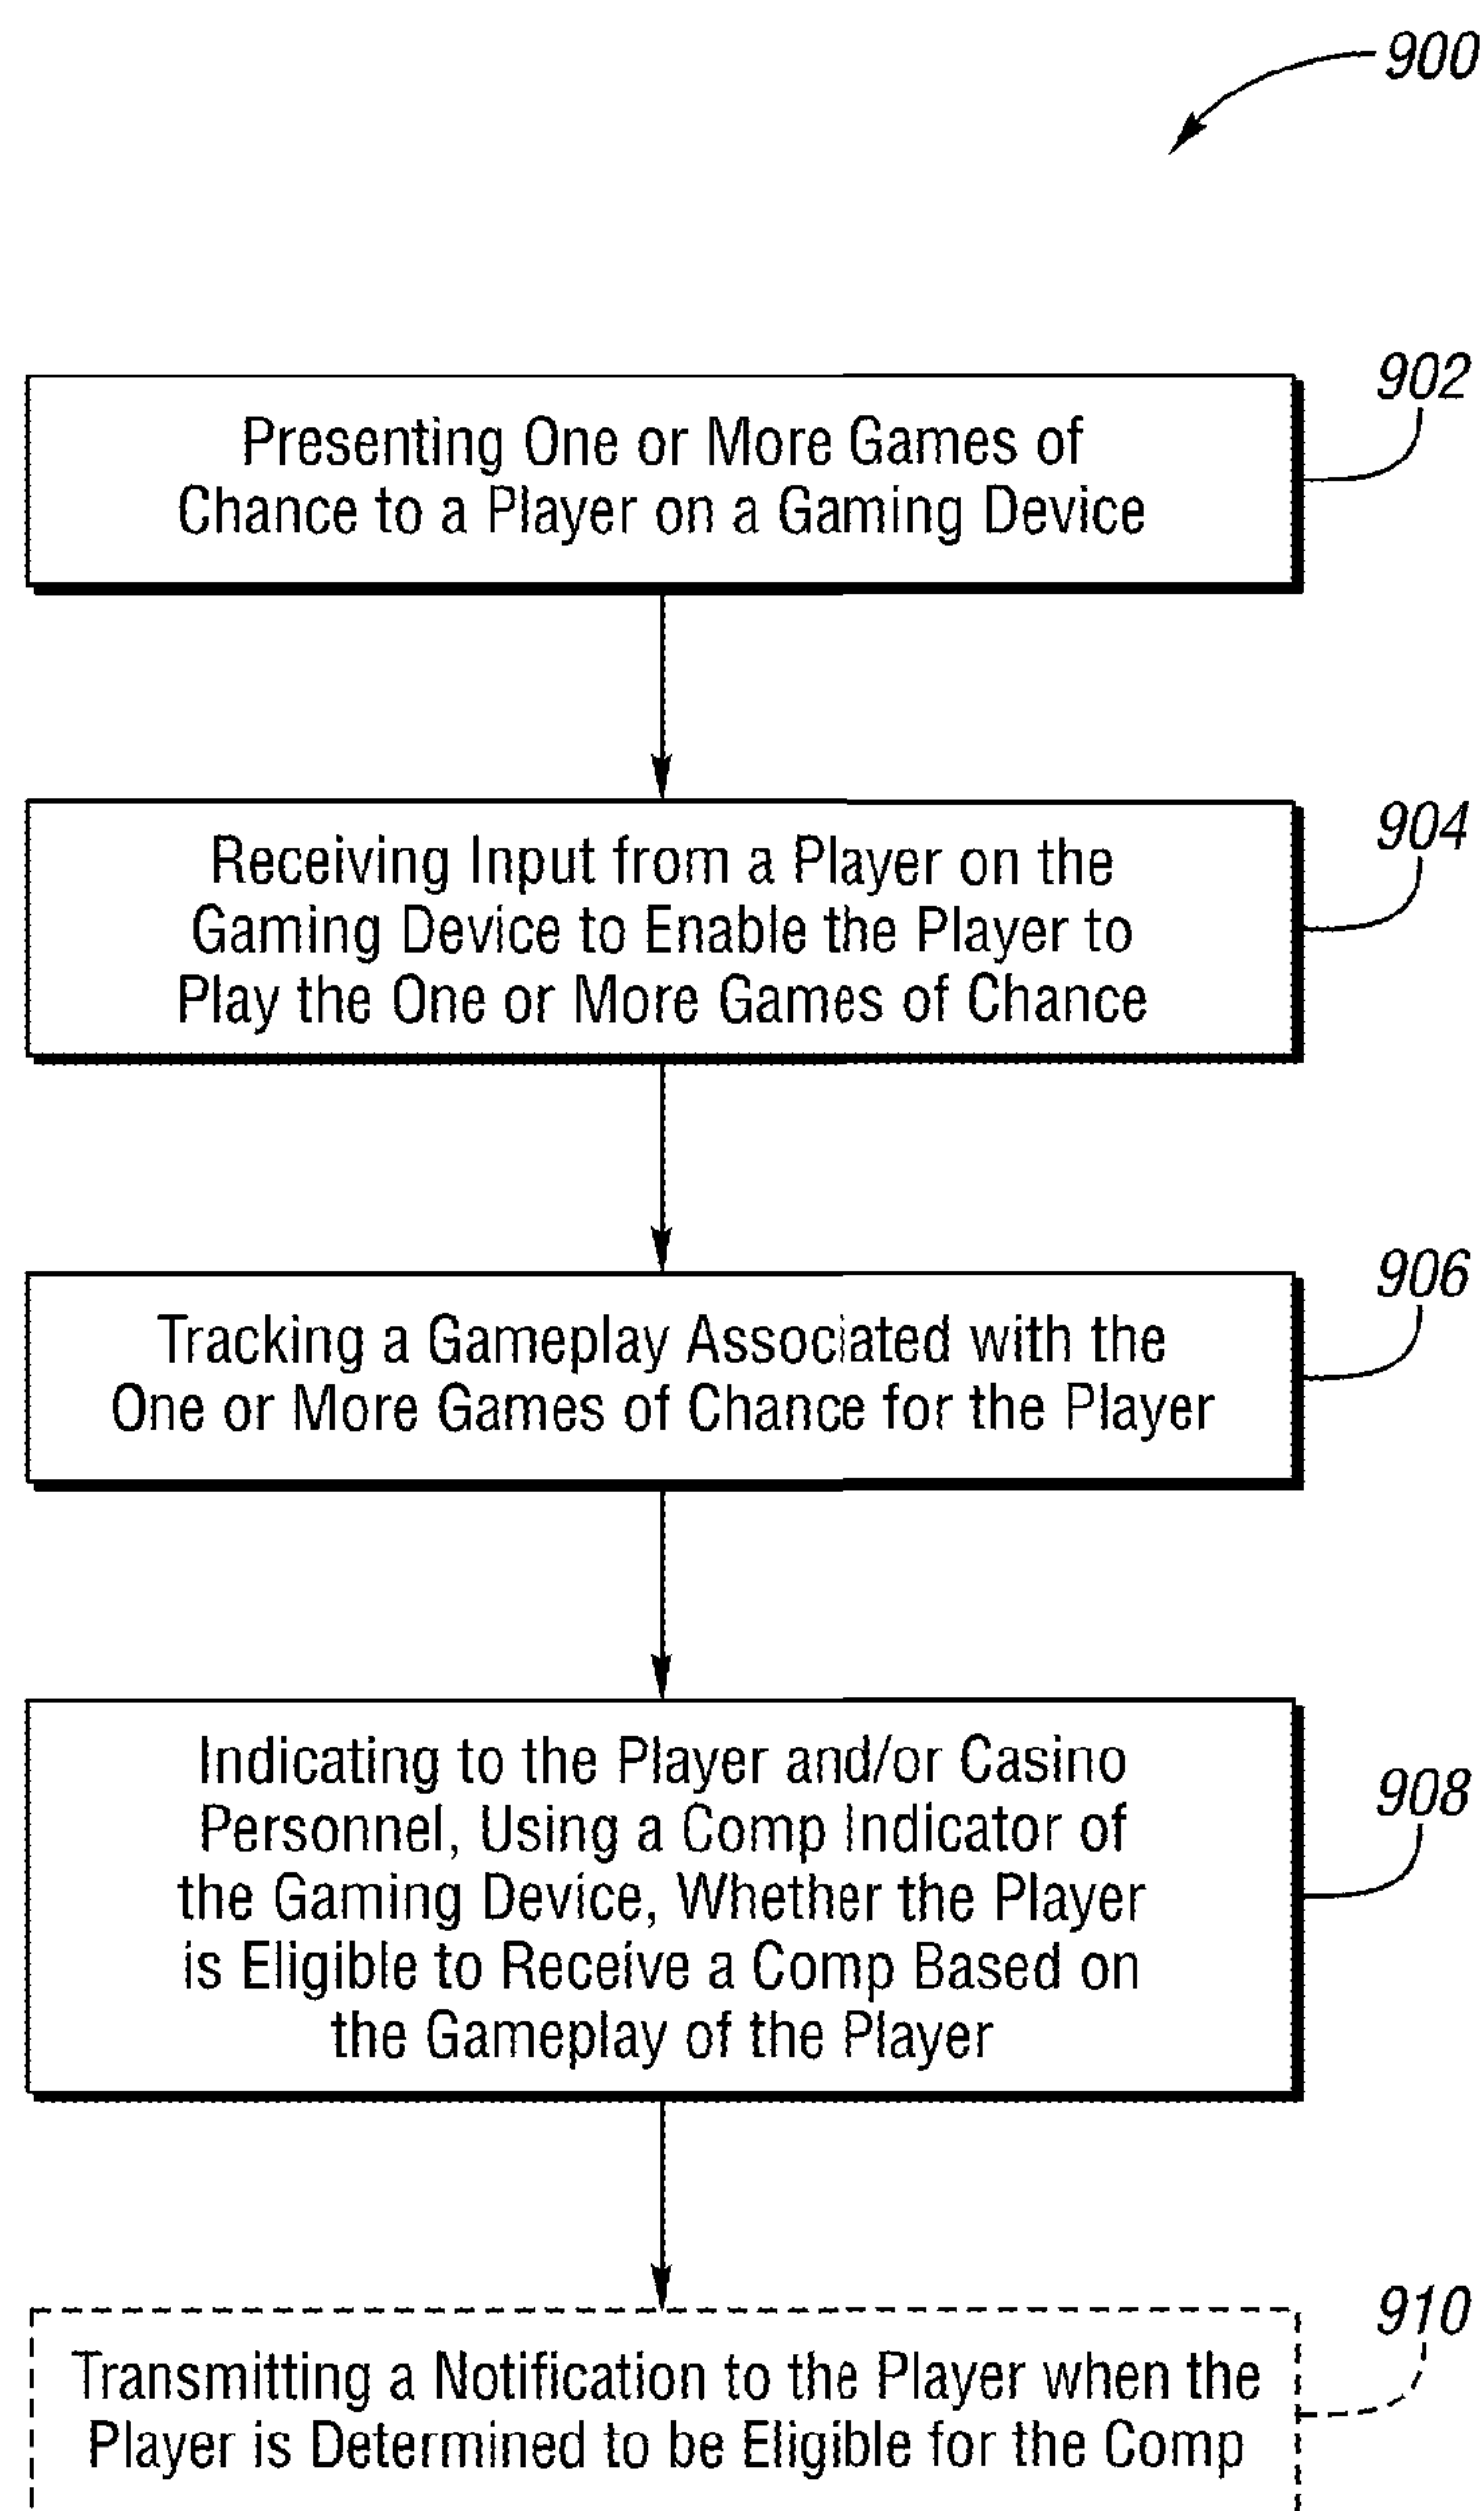 900
902
Presenting One or More Games of
Chance to a Player on a Gaming Device
904
Receiving Input from a Player on the
Gaming Device to Enable the Player to
Play the One or More Games of Chance
906
Tracking a Gameplay Associated with the
One or More Games of Chance for the Player
908
Indicating to the Player and/or Casino
Personnel, Using a Comp Indicator of
the Gaming Device, Whether the Player
is Eligible to Receive a Comp Based on
the Gameplay of the Player
910
Transmitting a Notification to the Player when the
Player is Determined to be Eligible for the Comp